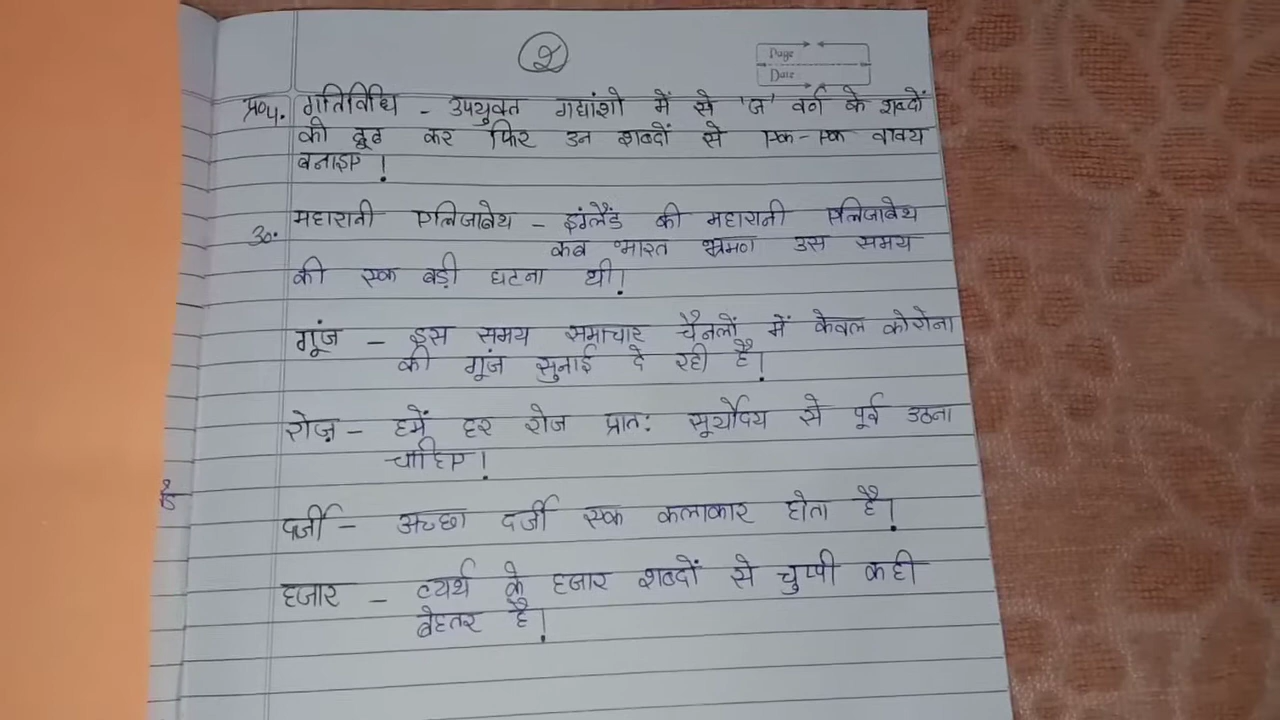 2
Page
Date
प्र०५. गतिविधि - उपयुक्त गद्यांशो में से 'ज' वर्ग के शब्दों
की ढूढ कर फिर उन शब्दों से एक-एक वाक्य
बनाइए !
उ०. महारानी एलिजाबेथ - इंग्लैंड की महारानी एलिजाबेथ
कब भारत भ्रमण उस समय
की एक बड़ी घटना थी!
गूंज - इस समय समाचार चैनलों में केवल कोरोना
की गूंज सुनाई दे रही है!
रोज़ - हमें हर रोज प्रात: सूर्योदय से पूर्व उठना
चाहिए!
दर्जी - अच्छा दर्जी एक कलाकार होता है!
हजार - व्यर्थ के हजार शब्दों से चुप्पी कही
बेहतर है!